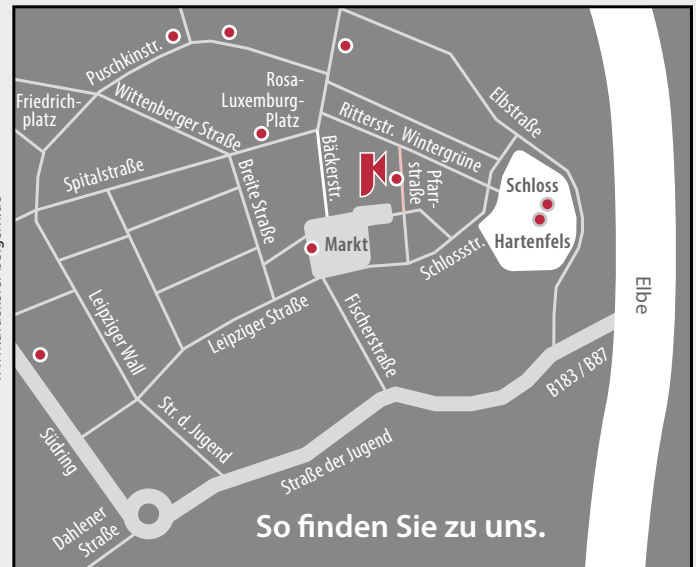 Puschkinstr.
Friedrich-
platz
Wittenberger Straße
Rosa-
Luxemburg-
Platz
Elbstraße
Ritterstr.
Wintergrüne
Spitalstraße
Breite Straße
Bäckerstr.
Pfarr-
straße
Schloss
Hartenfels
Markt
Schlossstr.
Elbe
Leipziger Wall
Leipziger Straße
Fischerstraße
B183 / B87
Südring
Str. d. Jugend
Straße der Jugend
Dahlener
Straße
So finden Sie zu uns.